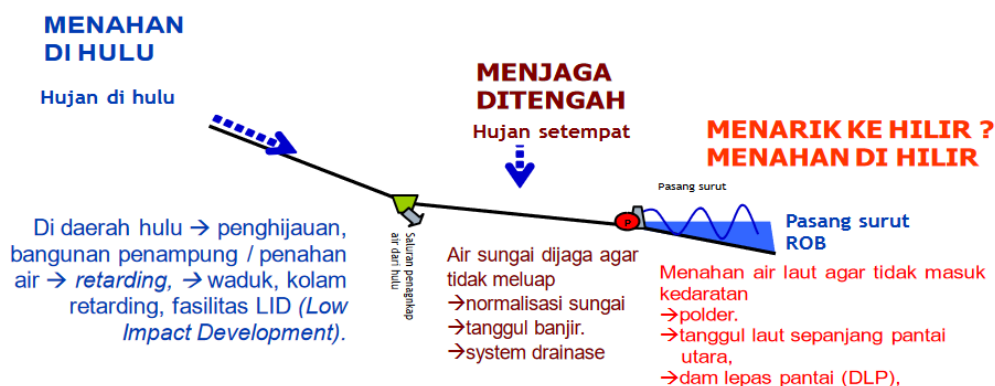 MENAHAN
DI HULU
Hujan di hulu
Di daerah hulu → penghijauan,
bangunan penampung / penahan
air → retarding, → waduk, kolam
retarding, fasilitas LID (Low
Impact Development).
Saluran penagnkap
air dari hulu
MENJAGA
DITENGAH
Hujan setempat
Air sungai dijaga agar
tidak meluap
→normalisasi sungai
→tanggul banjir.
→system drainase
MENARIK KE HILIR ?
MENAHAN DI HILIR
Pasang surut
P
Pasang surut
ROB
Menahan air laut agar tidak masuk
kedaratan
→polder.
→tanggul laut sepanjang pantai
utara,
→dam lepas pantai (DLP),